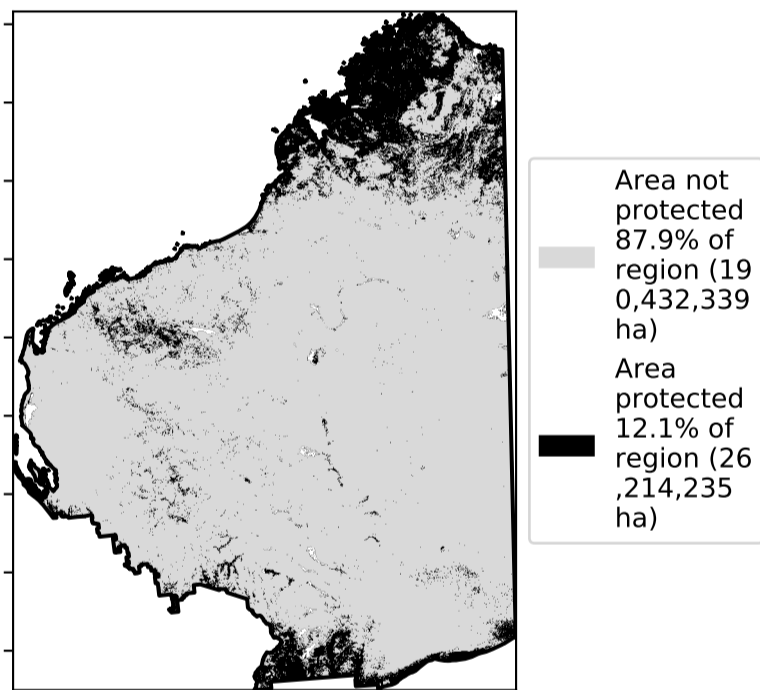 Area not
protected
87.9% of
region (19
0,432,339
ha)
Area
protected
12.1% of
region (26
,214,235
ha)